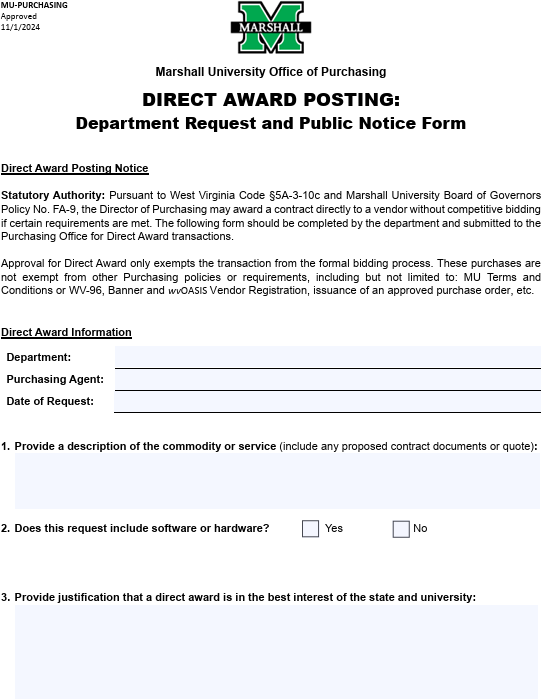 MU-PURCHASING
Approved
11/1/2024
M
MARSHALL
Marshall University Office of Purchasing
DIRECT AWARD POSTING:
Department Request and Public Notice Form
Direct Award Posting Notice
Statutory Authority: Pursuant to West Virginia Code §5A-3-10c and Marshall University Board of Governors
Policy No. FA-9, the Director of Purchasing may award a contract directly to a vendor without competitive bidding
if certain requirements are met. The following form should be completed by the department and submitted to the
Purchasing Office for Direct Award transactions.
Approval for Direct Award only exempts the transaction from the formal bidding process. These purchases are
not exempt from other Purchasing policies or requirements, including but not limited to: MU Terms and
Conditions or WV-96, Banner and wvOASIS Vendor Registration, issuance of an approved purchase order, etc.
Direct Award Information
Department:
Purchasing Agent:
Date of Request:
1. Provide a description of the commodity or service (include any proposed contract documents or quote):
2. Does this request include software or hardware? Yes No
3. Provide justification that a direct award is in the best interest of the state and university: